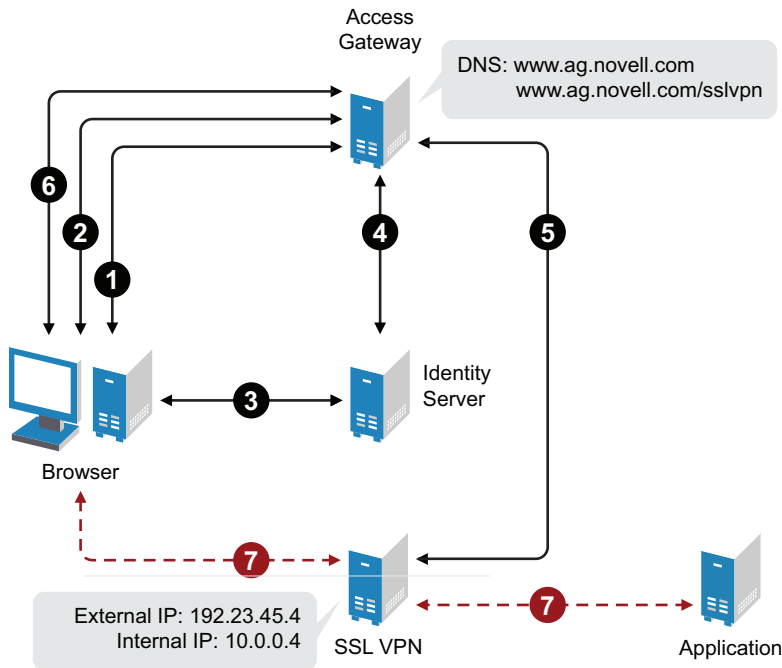 Access
Gateway
DNS: www.ag.novell.com
www.ag.novell.com/sslvpn
6
2
1
4
5
3
Identity
Server
Browser
7
7
External IP: 192.23.45.4
Internal IP: 10.0.0.4
SSL VPN
Application